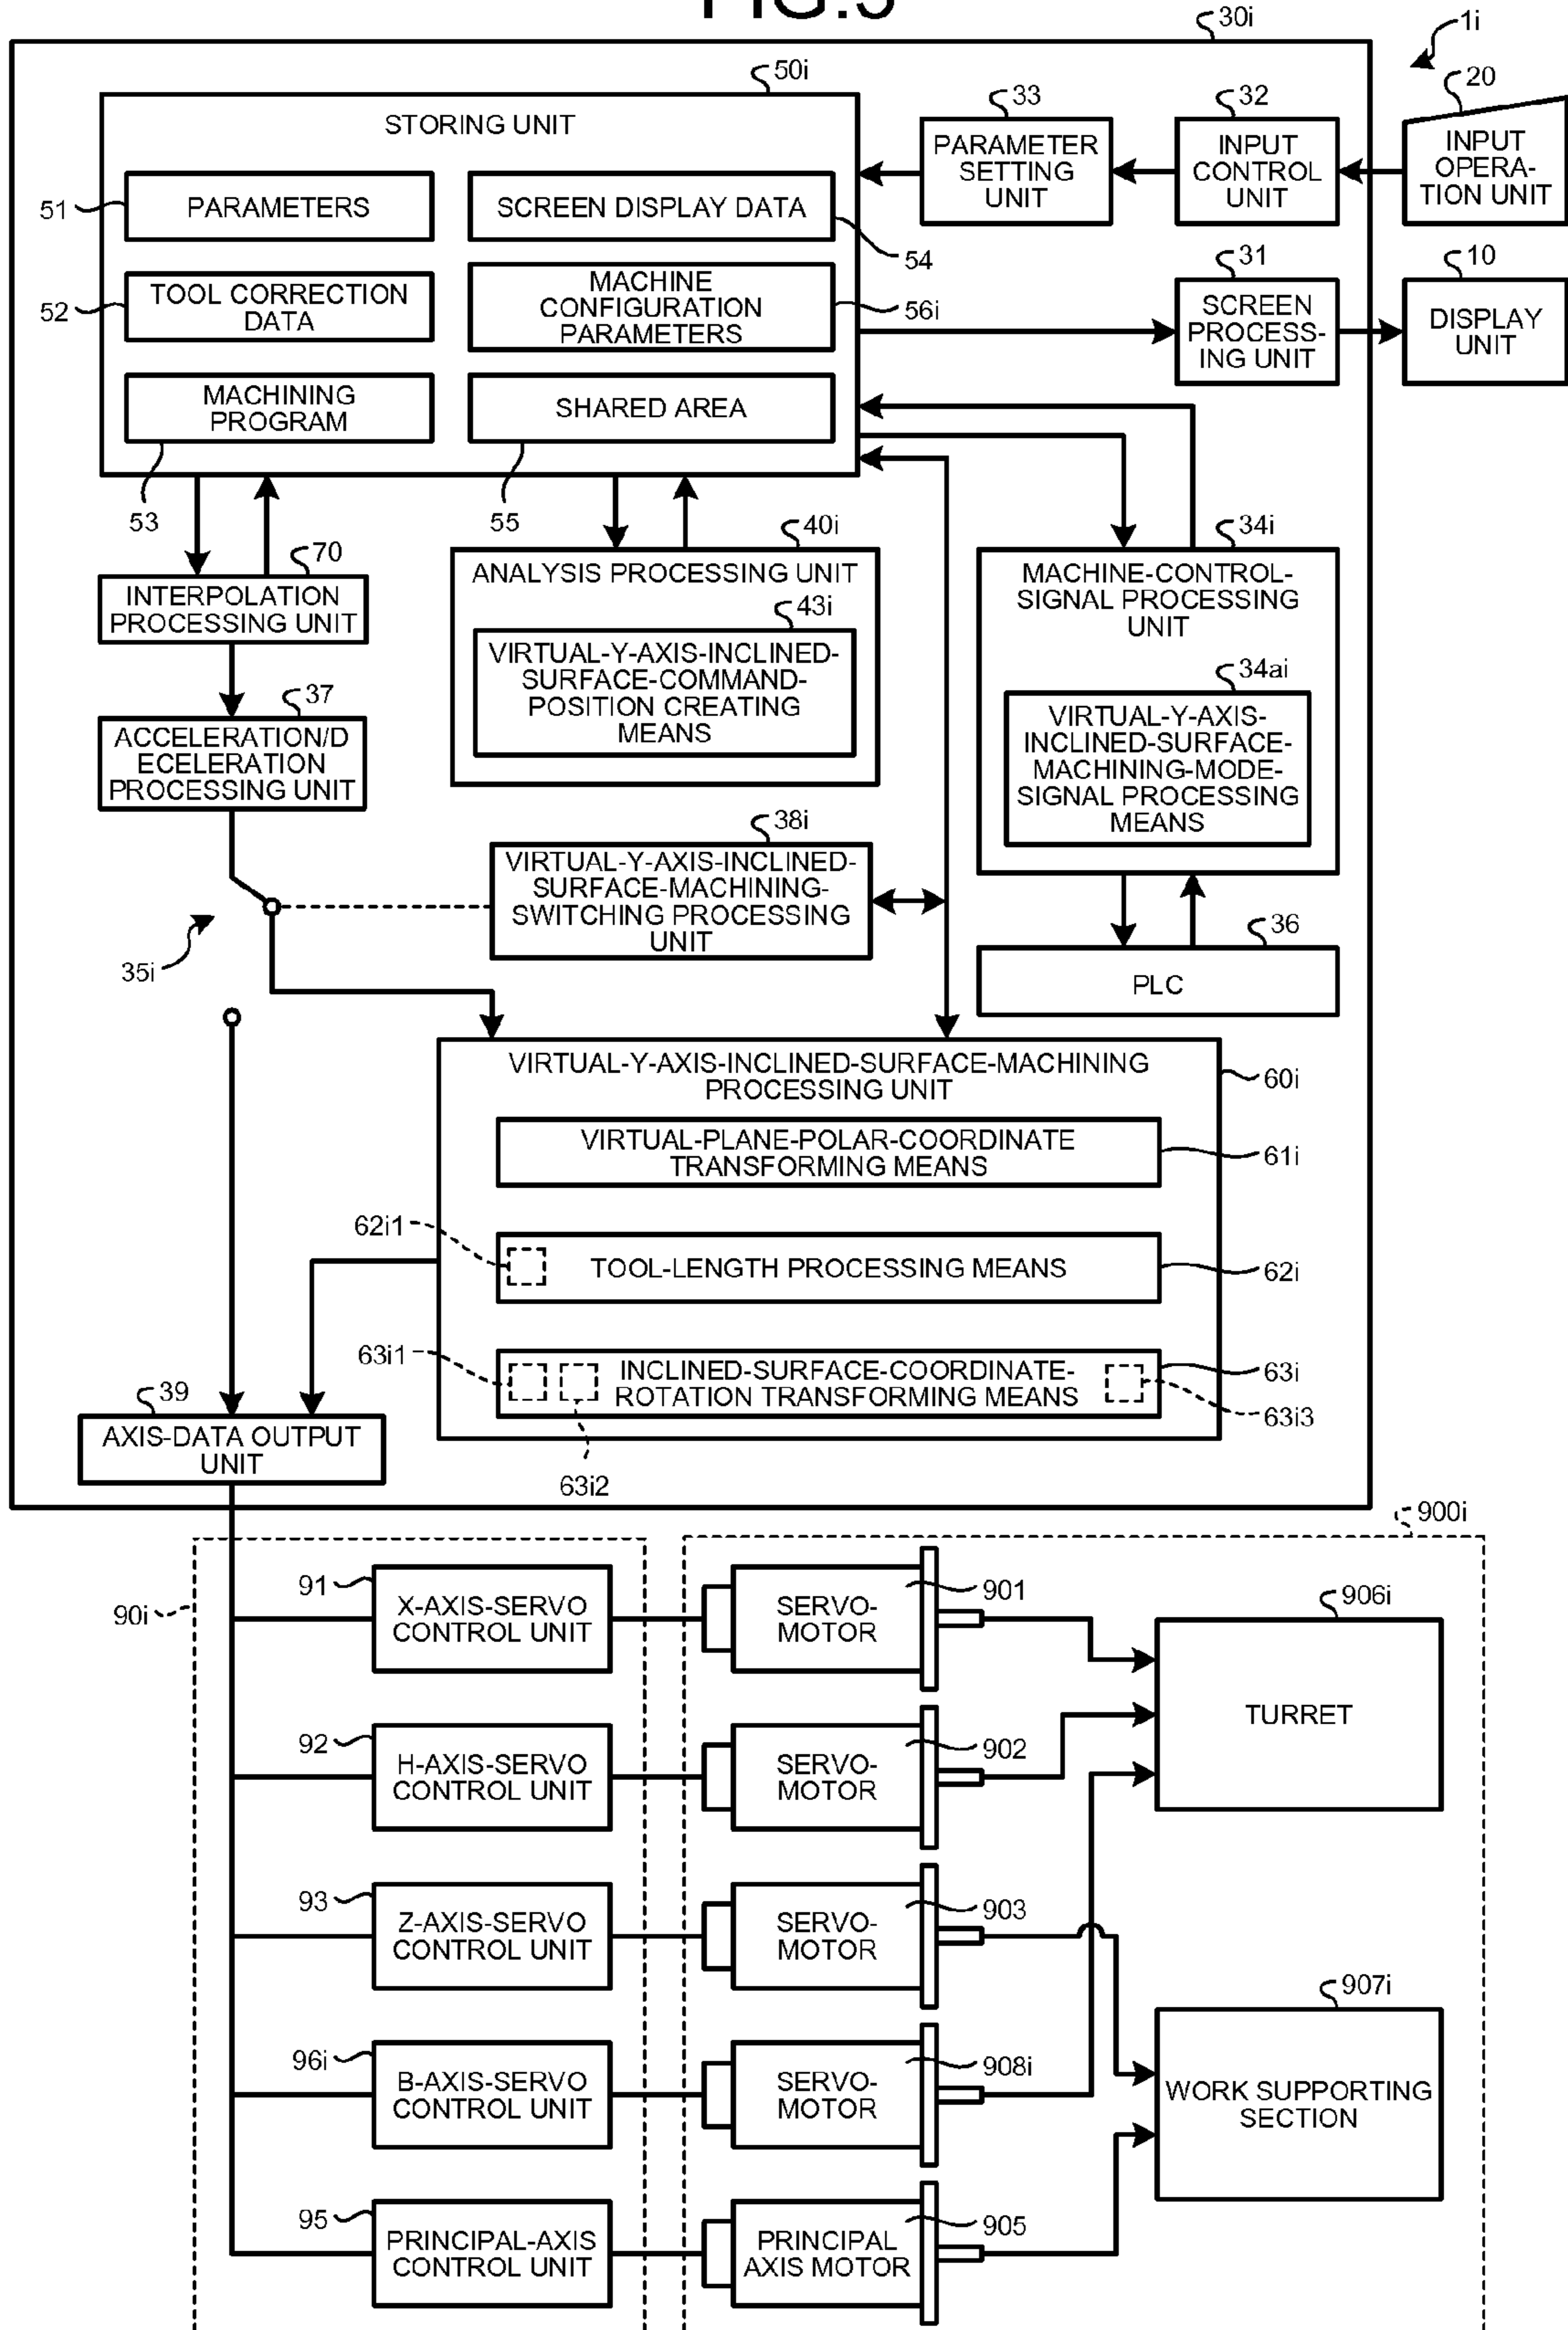 FIG.5
30i
1i
50i
20
STORING UNIT
33
32
PARAMETER
SETTING
UNIT
INPUT
CONTROL
UNIT
INPUT
OPERA-
TION UNIT
51
PARAMETERS
SCREEN DISPLAY DATA
54
31
10
52
TOOL CORRECTION
DATA
MACHINE
CONFIGURATION
PARAMETERS
56i
SCREEN
PROCESS-
ING UNIT
DISPLAY
UNIT
MACHINING
PROGRAM
SHARED AREA
53
55
70
40i
34i
INTERPOLATION
PROCESSING UNIT
ANALYSIS PROCESSING UNIT
43i
VIRTUAL-Y-AXIS-INCLINED-
SURFACE-COMMAND-
POSITION CREATING
MEANS
MACHINE-CONTROL-
SIGNAL PROCESSING
UNIT
34ai
VIRTUAL-Y-AXIS-
INCLINED-SURFACE-
MACHINING-MODE-
SIGNAL PROCESSING
MEANS
37
ACCELERATION/D
ECELERATION
PROCESSING UNIT
38i
VIRTUAL-Y-AXIS-INCLINED-
SURFACE-MACHINING-
SWITCHING PROCESSING
UNIT
35i
36
PLC
VIRTUAL-Y-AXIS-INCLINED-SURFACE-MACHINING
PROCESSING UNIT
60i
VIRTUAL-PLANE-POLAR-COORDINATE
TRANSFORMING MEANS
61i
62i1
TOOL-LENGTH PROCESSING MEANS
62i
63i1
INCLINED-SURFACE-COORDINATE-
ROTATION TRANSFORMING MEANS
63i
63i3
63i2
39
AXIS-DATA OUTPUT
UNIT
900i
90i
91
X-AXIS-SERVO
CONTROL UNIT
SERVO-
MOTOR
901
906i
TURRET
92
H-AXIS-SERVO
CONTROL UNIT
SERVO-
MOTOR
902
93
Z-AXIS-SERVO
CONTROL UNIT
SERVO-
MOTOR
903
907i
WORK SUPPORTING
SECTION
96i
B-AXIS-SERVO
CONTROL UNIT
SERVO-
MOTOR
908i
95
PRINCIPAL-AXIS
CONTROL UNIT
PRINCIPAL
AXIS MOTOR
905